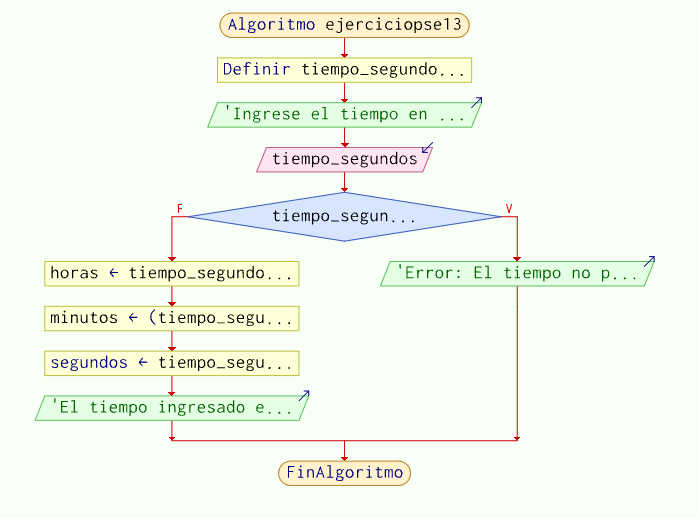 Algoritmo ejerciciopse13
Definir tiempo_segundo...
'Ingrese el tiempo en ...
tiempo_segundos
F
tiempo_segun...
V
horas ← tiempo_segundo...
'Error: El tiempo no p...
minutos ← (tiempo_segu...
segundos ← tiempo_segu...
'El tiempo ingresado e...
FinAlgoritmo